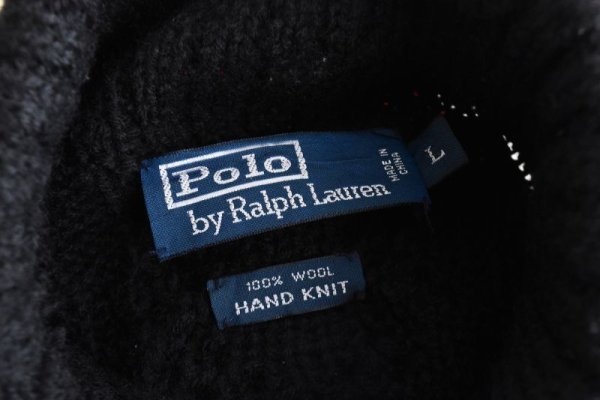 Polo
by Ralph Lauren
MADE IN
CHINA
L
100% WOOL
HAND KNIT